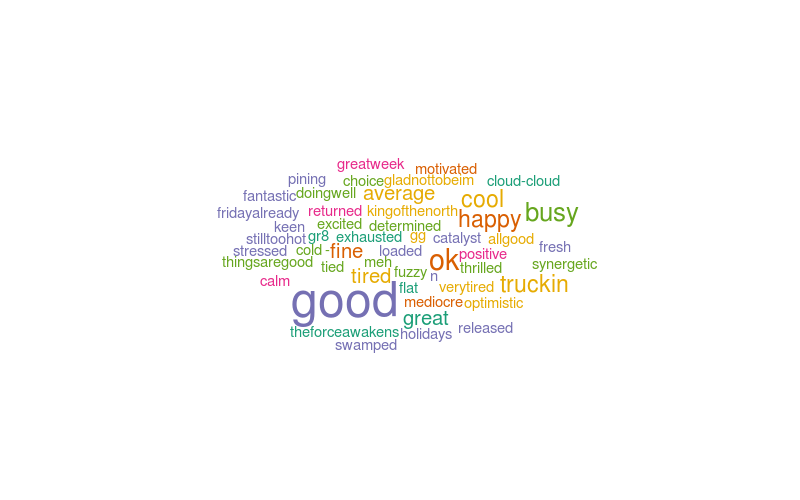 greatweek
motivated
pining choice gladnottobeim cloud-cloud
fantastic doingwell average cool
fridayalready returned kingofthenorth happy busy
keen excited determined
stilltoohot gr8 exhausted gg catalyst allgood fresh
stressed cold - fine loaded ok positive
thingsaregood tied meh thrilled synergetic
calm tired fuzzy n truckin
good flat verytired
mediocre optimistic
great
theforceawakens holidays released
swamped